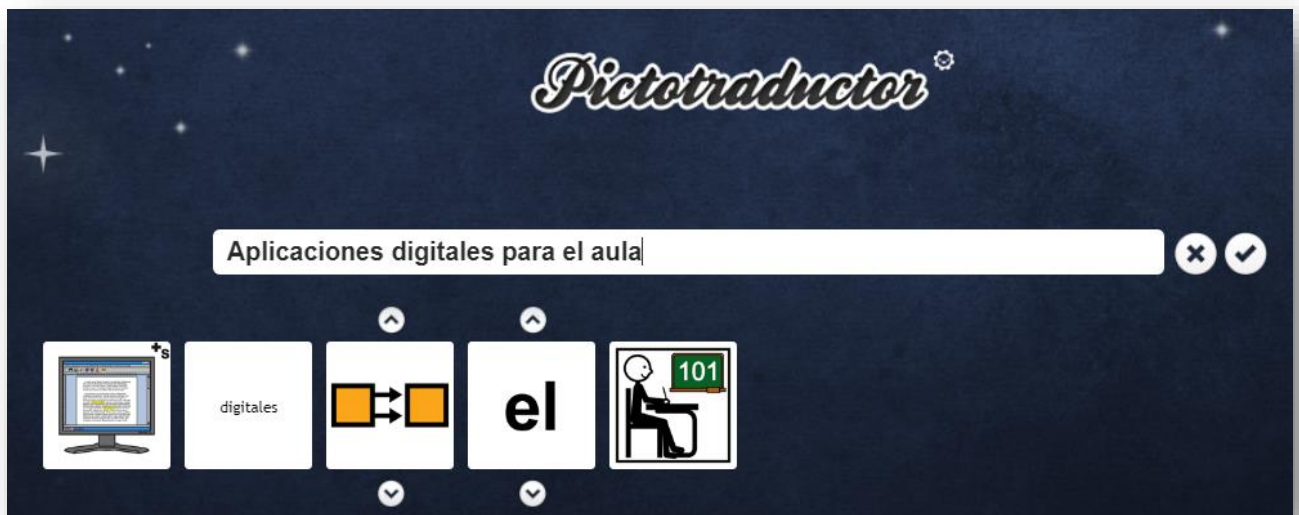 Pictotraductor
Aplicaciones digitales para el aula
+s
digitales
el
101